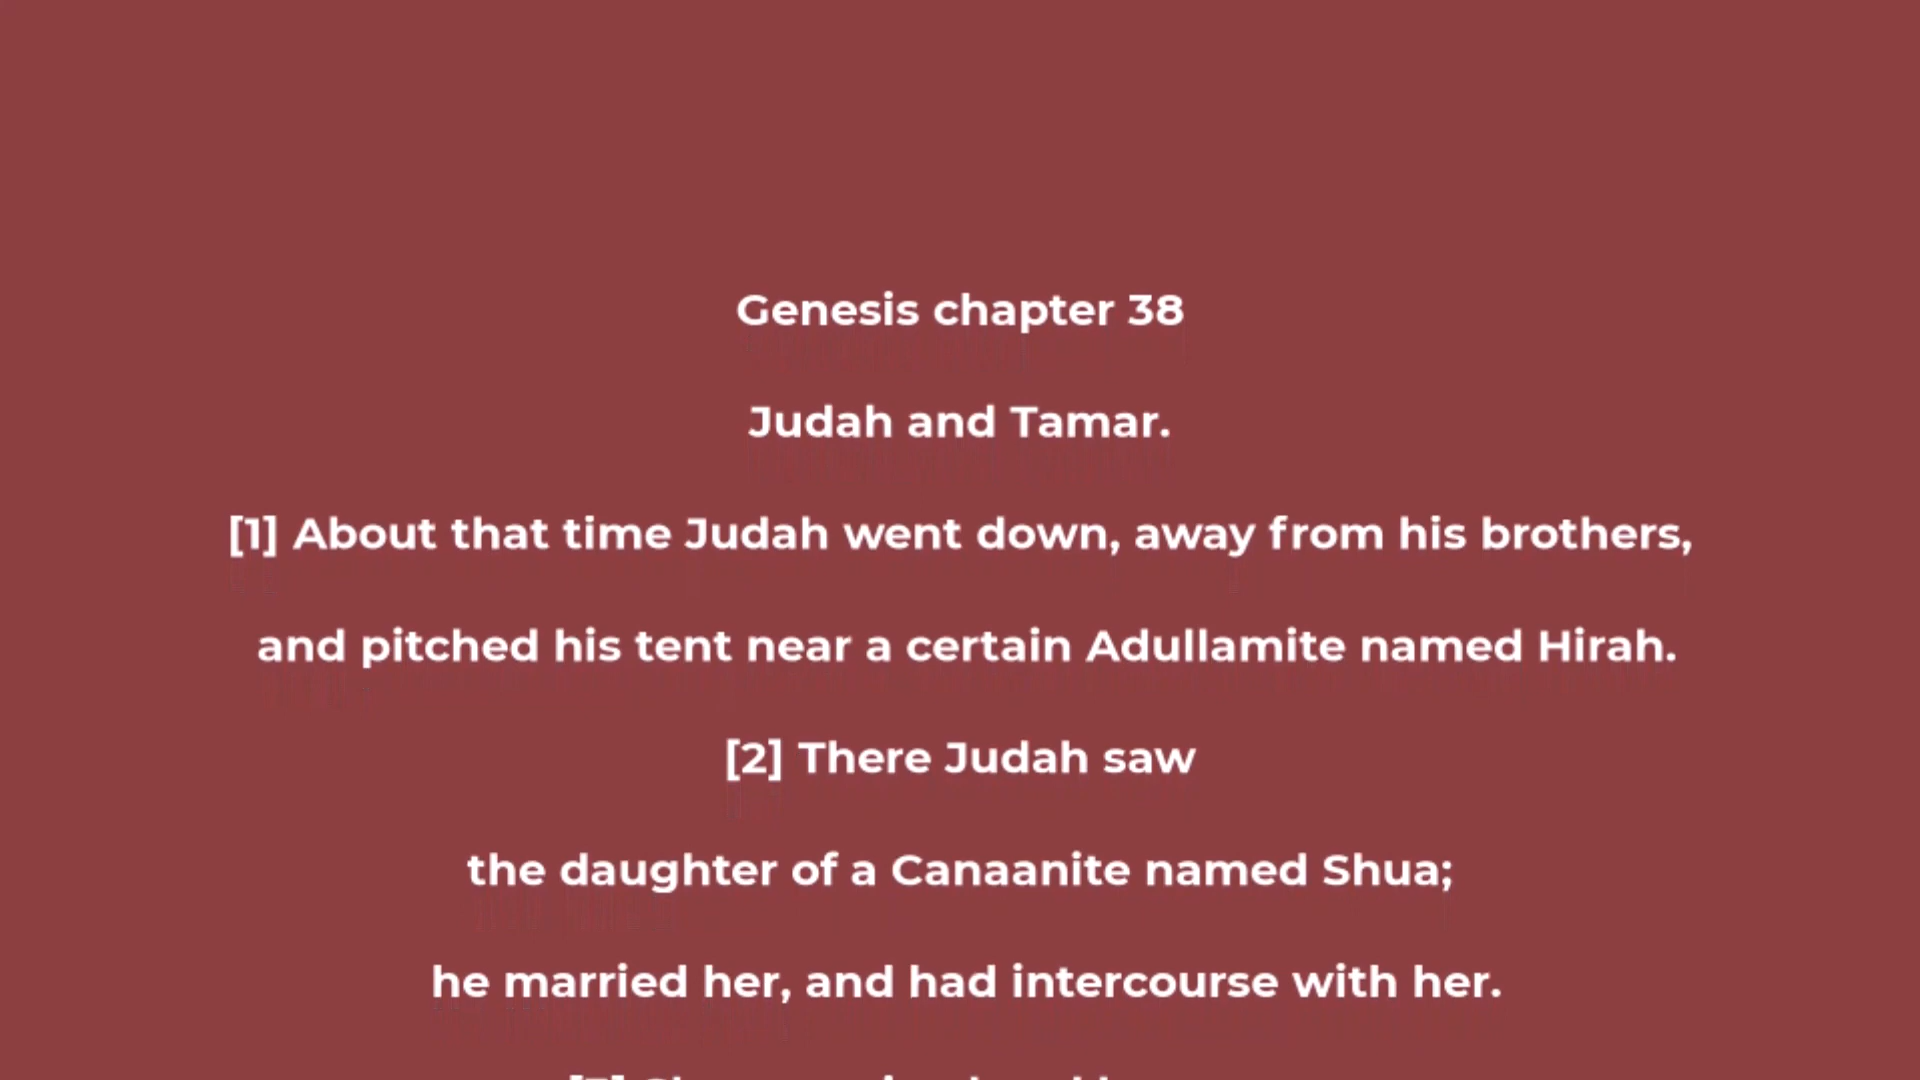 Genesis chapter 38
Judah and Tamar.
[1] About that time Judah went down, away from his brothers,
and pitched his tent near a certain Adullamite named Hirah.
[2] There Judah saw
the daughter of a Canaanite named Shua;
he married her, and had intercourse with her.